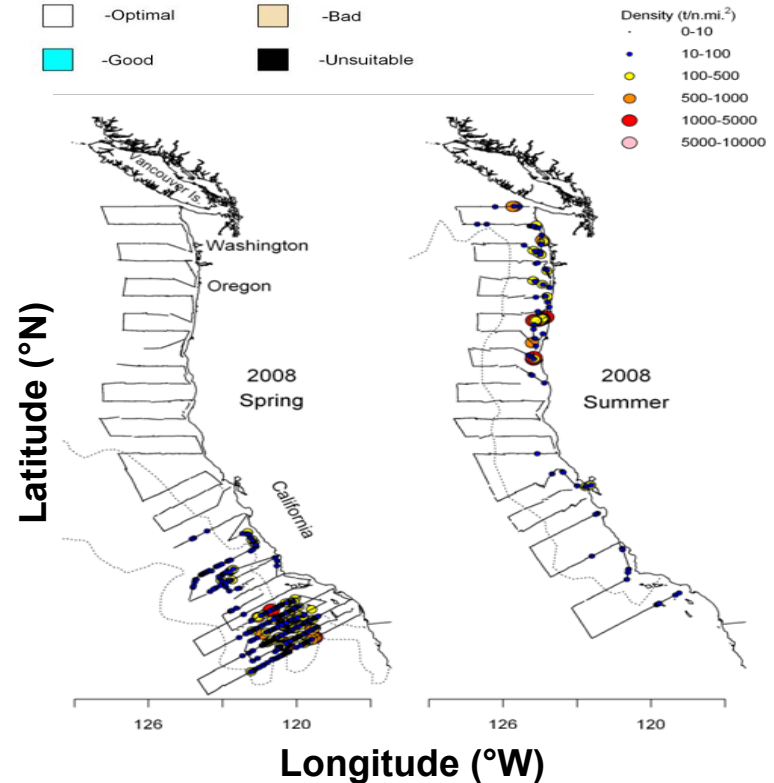 -Optimal
-Bad
-Good
-Unsuitable
Density (t/n.mi.²)
0-10
10-100
100-500
500-1000
1000-5000
5000-10000
Vancouver Is.
Washington
Oregon
2008
Spring
California
2008
Summer
Latitude (°N)
126
120
126
120
Longitude (°W)